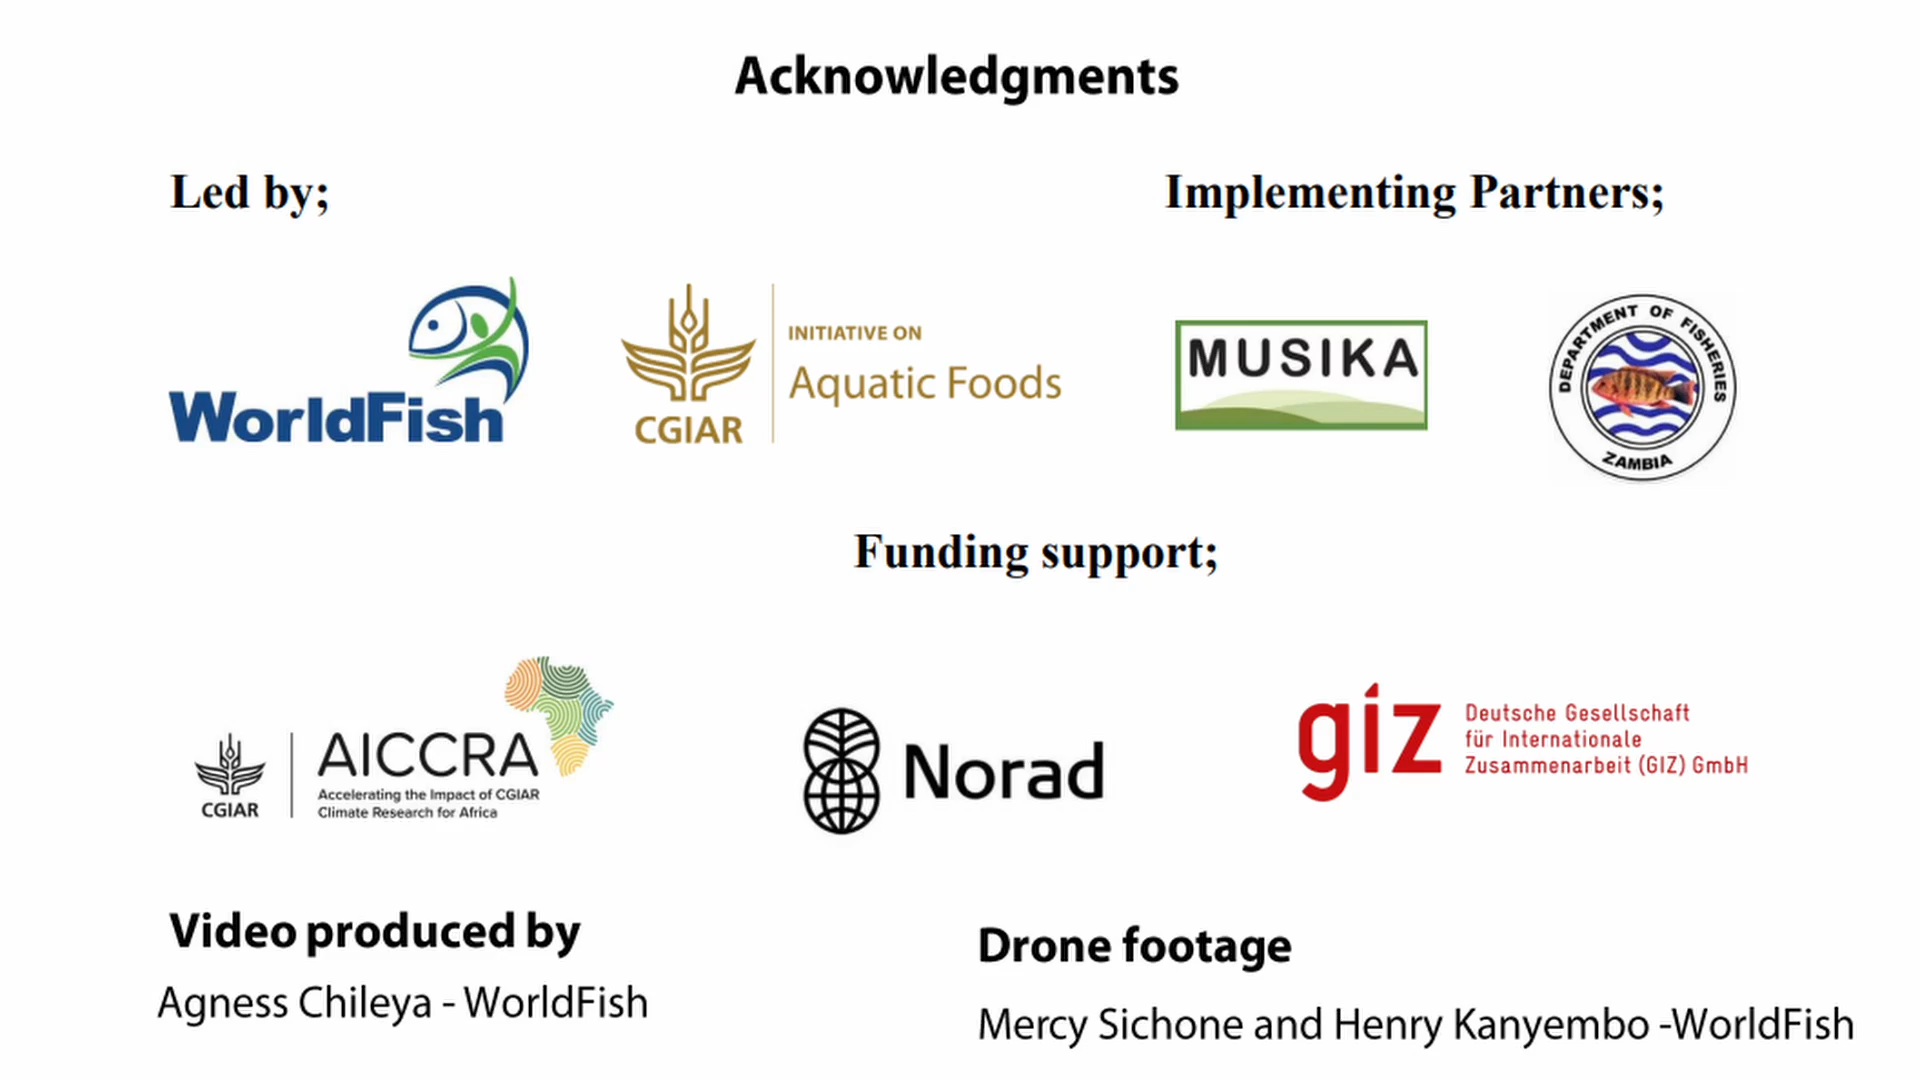 Acknowledgments
Led by;
Implementing Partners;
WorldFish
CGIAR
INITIATIVE ON
Aquatic Foods
MUSIKA
DEPARTMENT OF FISHERIES
ZAMBIA
Funding support;
CGIAR
AICCRA
Accelerating the Impact of CGIAR
Climate Research for Africa
Norad
giz
Deutsche Gesellschaft
für Internationale
Zusammenarbeit (GIZ) GmbH
Video produced by
Agness Chileya - WorldFish
Drone footage
Mercy Sichone and Henry Kanyembo -WorldFish